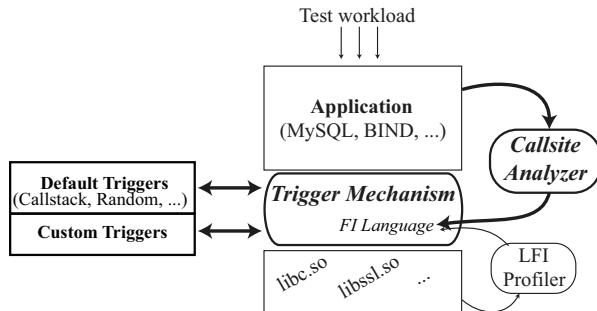 Test workload
Application
(MySQL, BIND, ...)
Callsite
Analyzer
Default Triggers
(Callstack, Random, ...)
Custom Triggers
Trigger Mechanism
FI Language
libc.so
libssl.so
...
LFI
Profiler